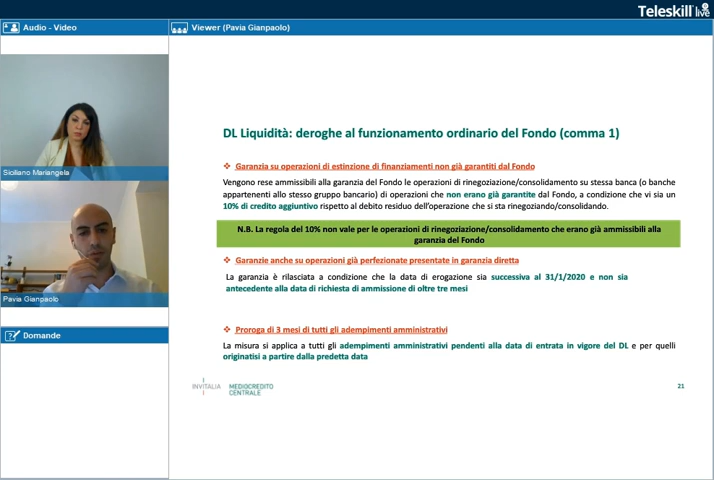 Teleskill live
Audio - Video
Viewer (Pavia Gianpaolo)
Siciliano Mariangela
Pavia Gianpaolo
Domande
DL Liquidità: deroghe al funzionamento ordinario del Fondo (comma 1)
❖ Garanzia su operazioni di estinzione di finanziamenti non già garantiti dal Fondo
Vengono rese ammissibili alla garanzia del Fondo le operazioni di rinegoziazione/consolidamento su stessa banca (o banche
appartenenti allo stesso gruppo bancario) di operazioni che non erano già garantite dal Fondo, a condizione che vi sia un
10% di credito aggiuntivo rispetto al debito residuo dell'operazione che si sta rinegoziando/consolidando.
N.B. La regola del 10% non vale per le operazioni di rinegoziazione/consolidamento che erano già ammissibili alla
garanzia del Fondo
❖ Garanzie anche su operazioni già perfezionate presentate in garanzia diretta
La garanzia è rilasciata a condizione che la data di erogazione sia successiva al 31/1/2020 e non sia
antecedente alla data di richiesta di ammissione di oltre tre mesi
❖ Proroga di 3 mesi di tutti gli adempimenti amministrativi
La misura si applica a tutti gli adempimenti amministrativi pendenti alla data di entrata in vigore del DL e per quelli
originatisi a partire dalla predetta data
INVITALIA
MEDIOCREDITO
CENTRALE
21